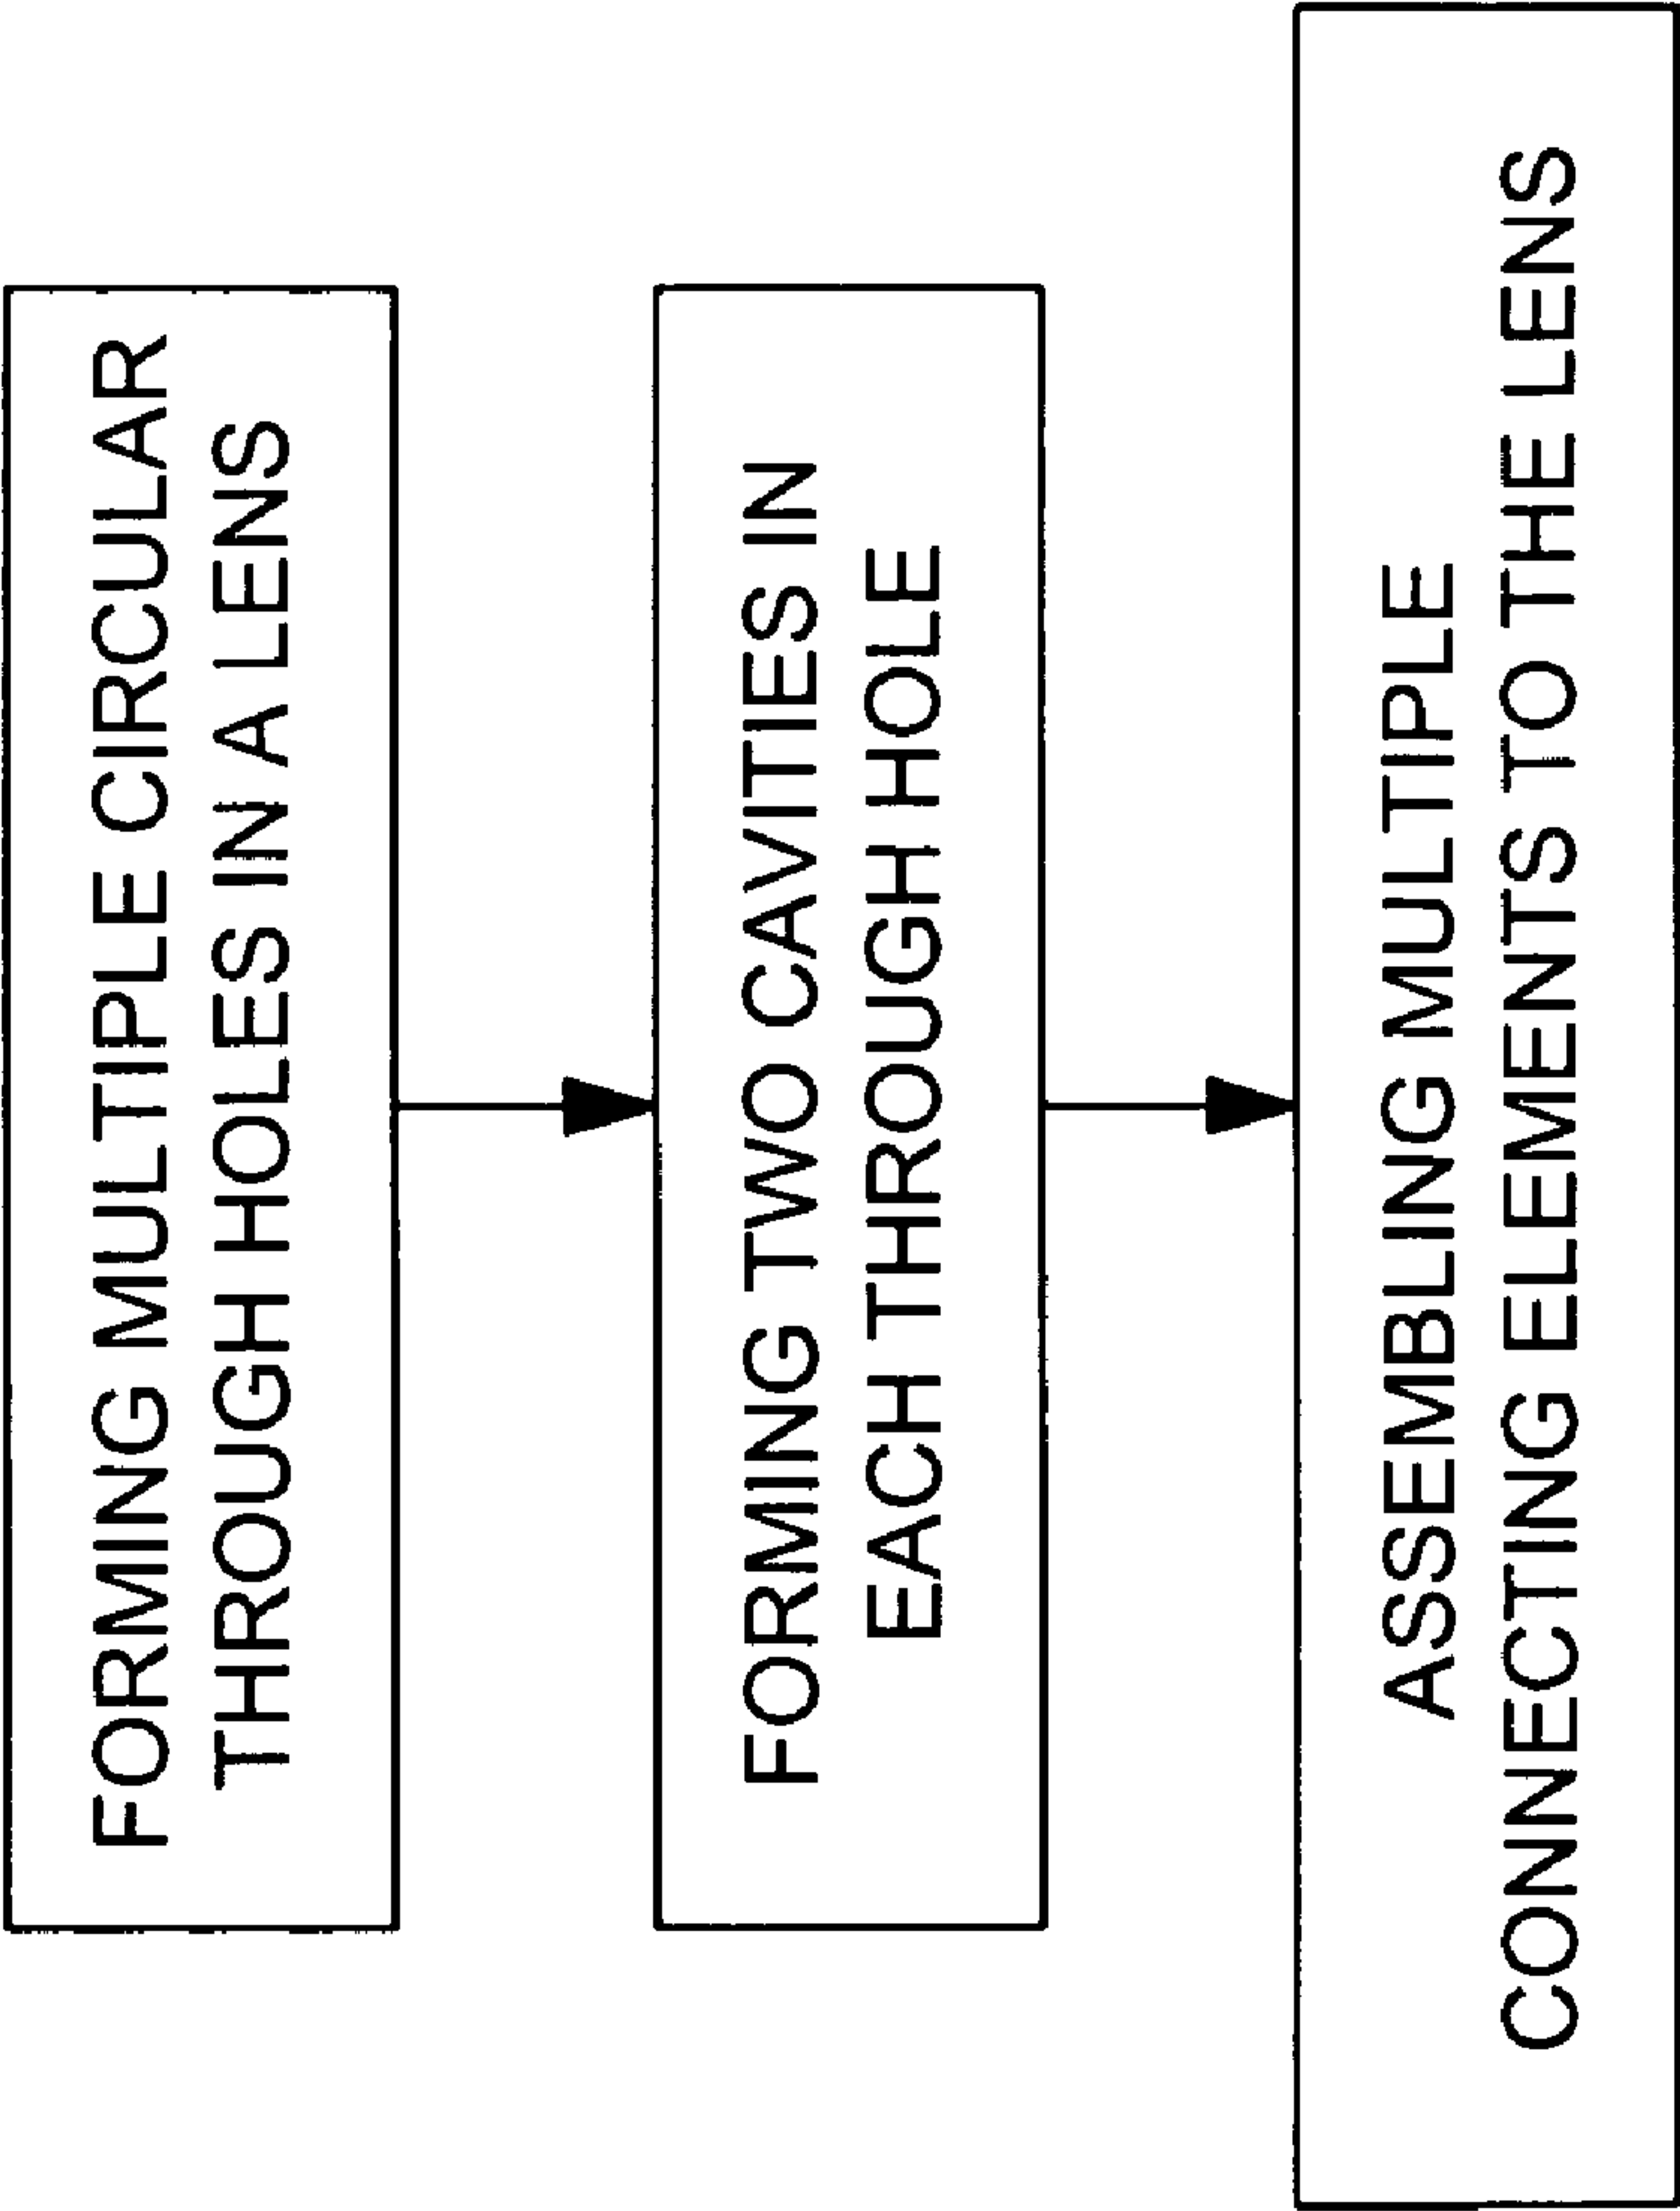 FORMING MULTIPLE CIRCULAR
THROUGH HOLES IN A LENS
FORMING TWO CAVITIES IN
EACH THROUGH HOLE
ASSEMBLING MULTIPLE
CONNECTING ELEMENTS TO THE LENS